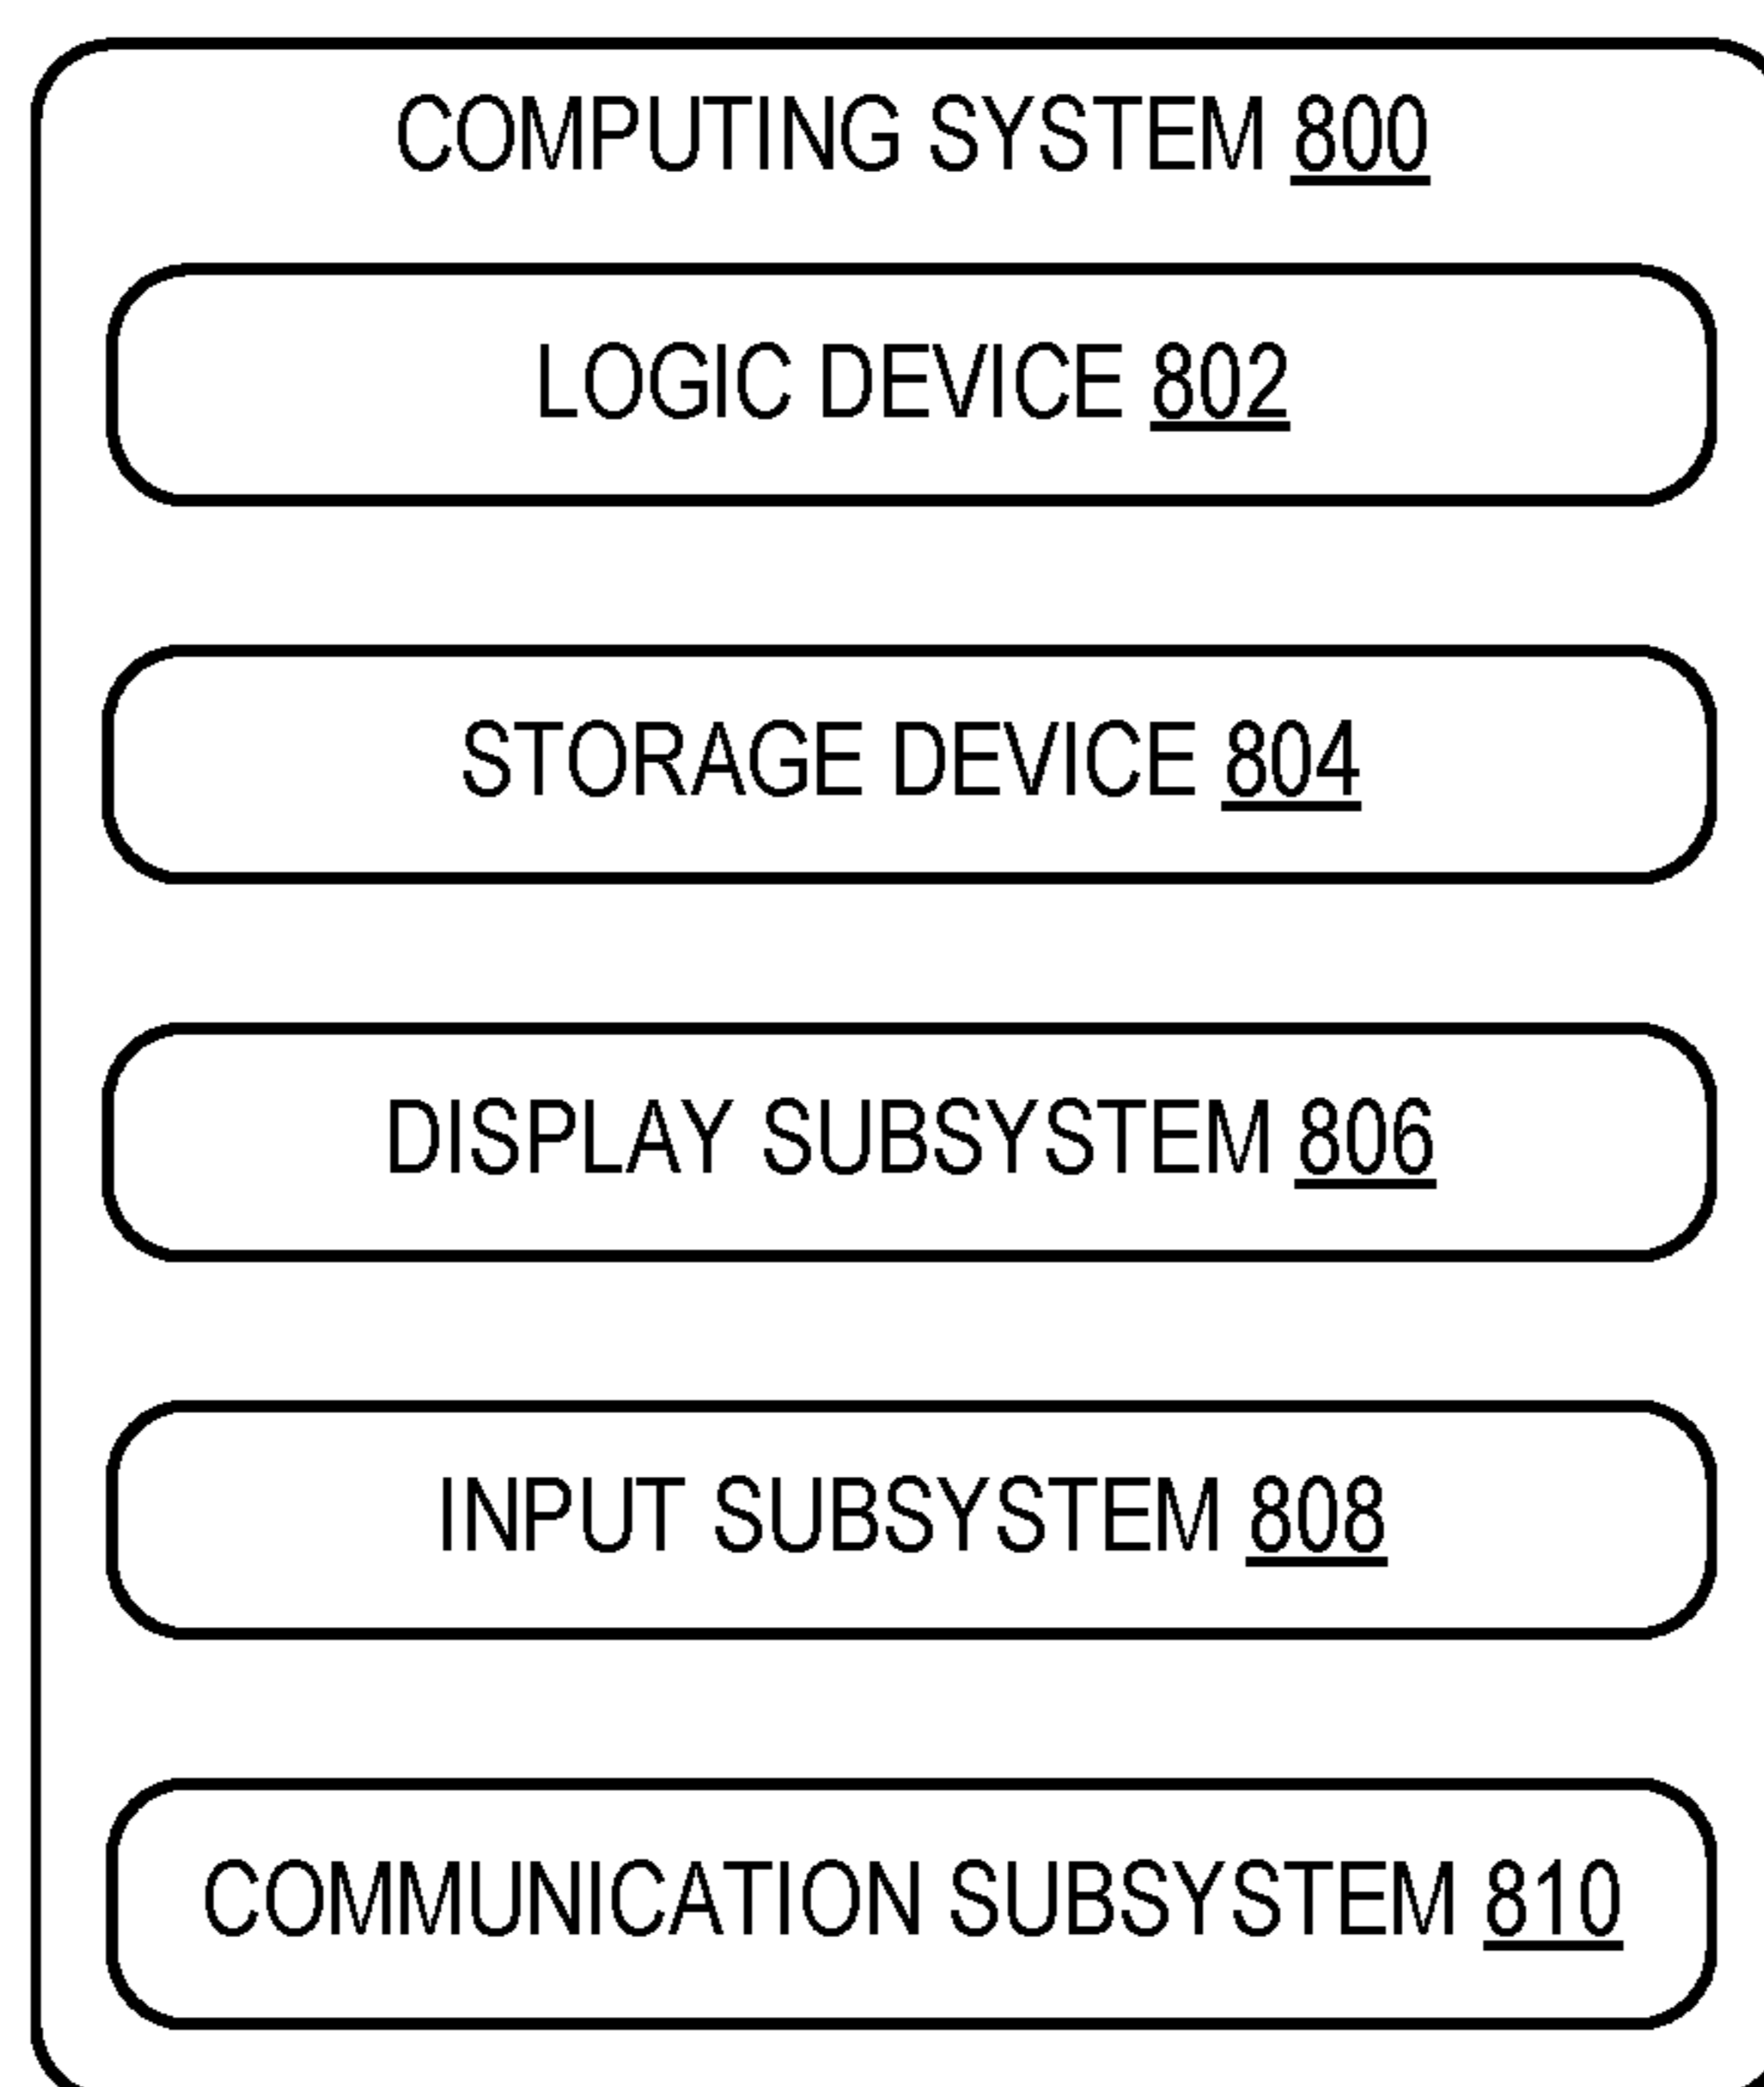 COMPUTING SYSTEM 800
LOGIC DEVICE 802
STORAGE DEVICE 804
DISPLAY SUBSYSTEM 806
INPUT SUBSYSTEM 808
COMMUNICATION SUBSYSTEM 810